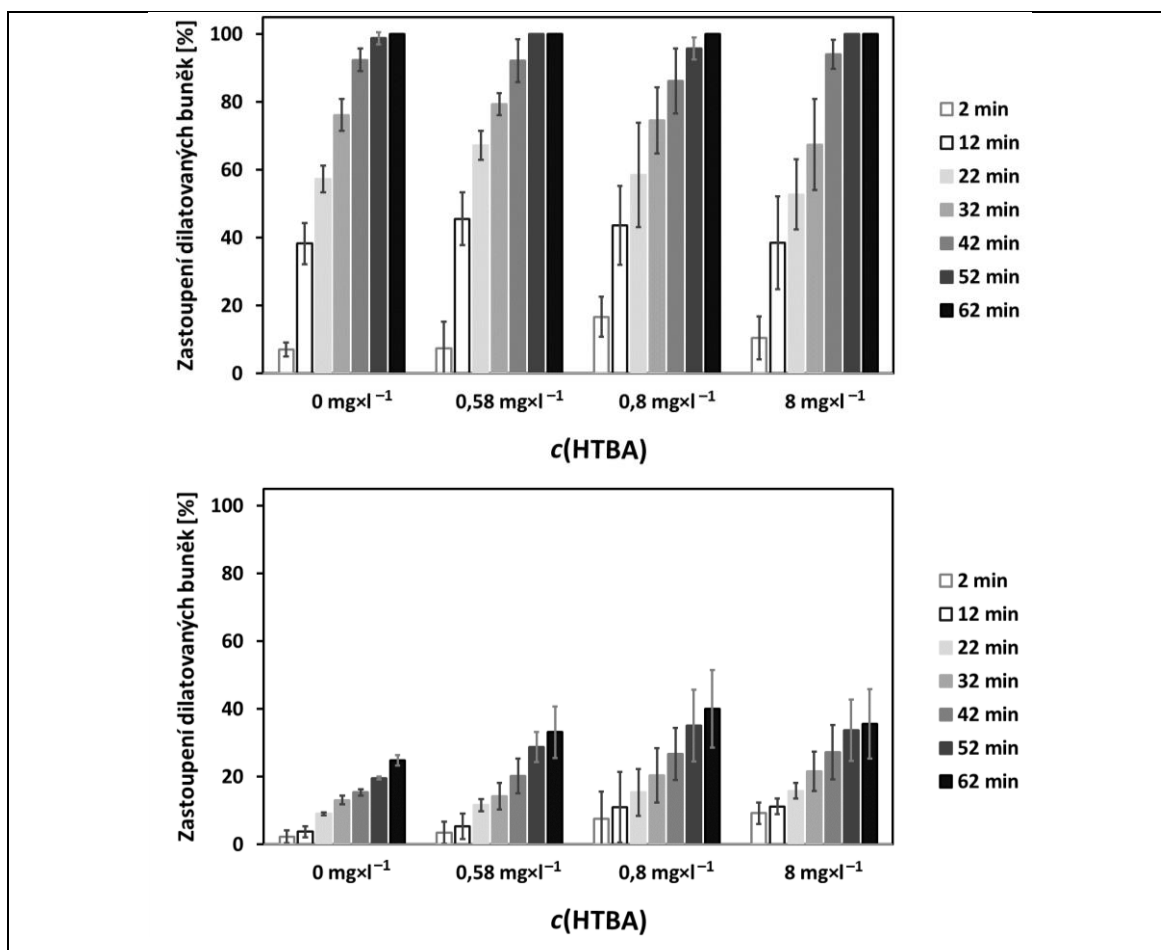 Zastoupení dilatovaných buněk [%]
100
80
60
40
20
0
0 mg×l⁻¹
0,58 mg×l⁻¹
0,8 mg×l⁻¹
8 mg×l⁻¹
c(HTBA)
2 min
12 min
22 min
32 min
42 min
52 min
62 min
Zastoupení dilatovaných buněk [%]
100
80
60
40
20
0
0 mg×l⁻¹
0,58 mg×l⁻¹
0,8 mg×l⁻¹
8 mg×l⁻¹
c(HTBA)
2 min
12 min
22 min
32 min
42 min
52 min
62 min